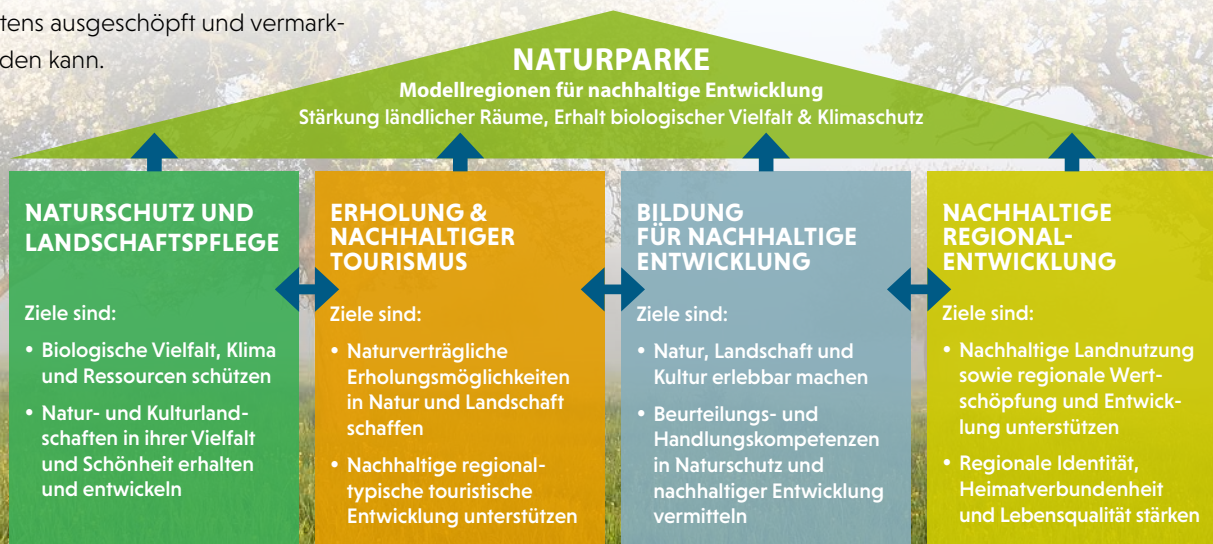 tens ausgeschöpft und vermark-
den kann.
NATURPARKE
Modellregionen für nachhaltige Entwicklung
Stärkung ländlicher Räume, Erhalt biologischer Vielfalt & Klimaschutz
NATURSCHUTZ UND
LANDSCHAFTSPFLEGE
Ziele sind:
• Biologische Vielfalt, Klima
und Ressourcen schützen
• Natur- und Kulturland-
schaften in ihrer Vielfalt
und Schönheit erhalten
und entwickeln
ERHOLUNG &
NACHHALTIGER
TOURISMUS
Ziele sind:
• Naturverträgliche
Erholungsmöglichkeiten
in Natur und Landschaft
schaffen
• Nachhaltige regional-
typische touristische
Entwicklung unterstützen
BILDUNG
FÜR NACHHALTIGE
ENTWICKLUNG
Ziele sind:
• Natur, Landschaft und
Kultur erlebbar machen
• Beurteilungs- und
Handlungskompetenzen
in Naturschutz und
nachhaltiger Entwicklung
vermitteln
NACHHALTIGE
REGIONAL-
ENTWICKLUNG
Ziele sind:
• Nachhaltige Landnutzung
sowie regionale Wert-
schöpfung und Entwick-
lung unterstützen
• Regionale Identität,
Heimatverbundenheit
und Lebensqualität stärken